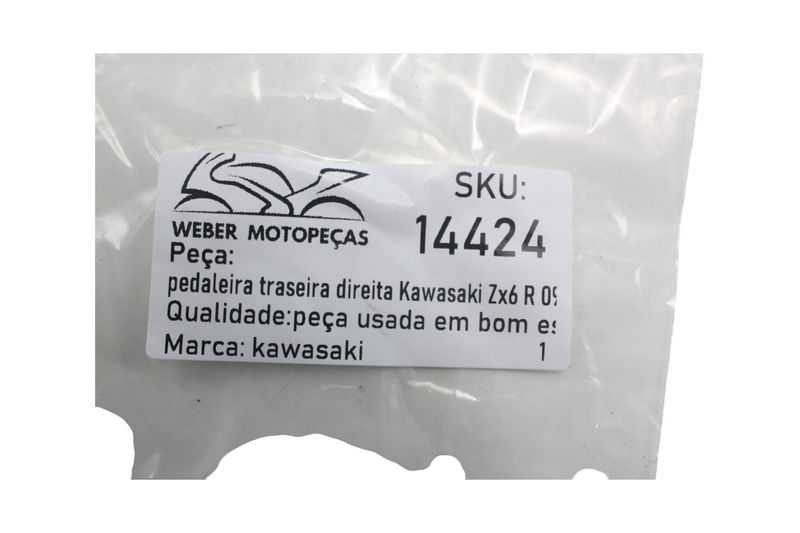 SKU:
WEBER MOTOPEÇAS
14424
Peça:
pedaleira traseira direita Kawasaki Zx6 R
Qualidade:peça usada em bom
Marca: kawasaki 1